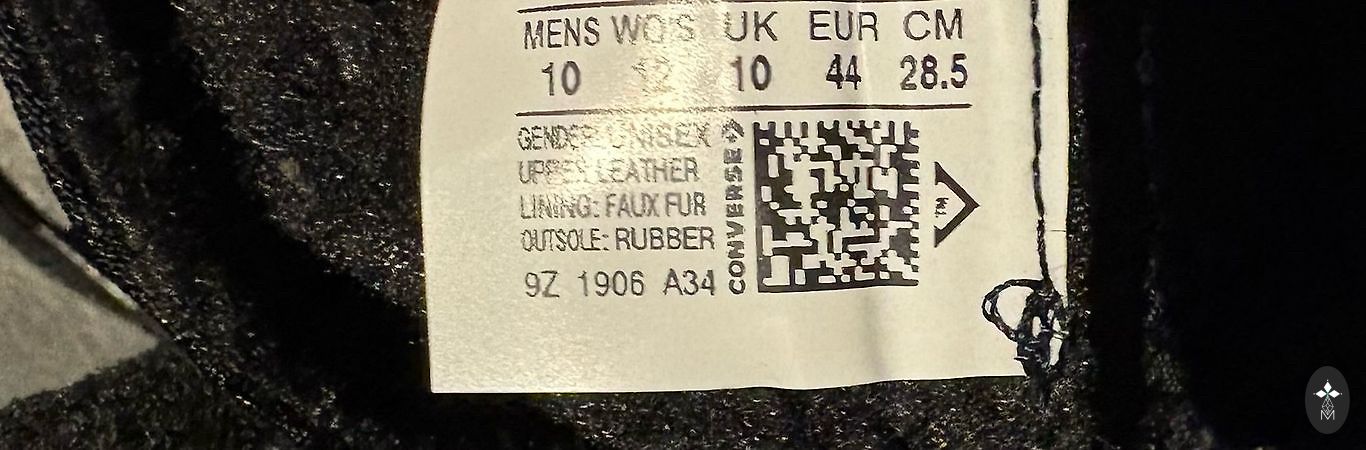 MENS WO'S UK EUR CM
10 12 10 44 28.5
GENDER: UNISEX
UPPER: LEATHER
LINING: FAUX FUR
OUTSOLE: RUBBER
9Z 1906 A34
CONVERSE
TM
M